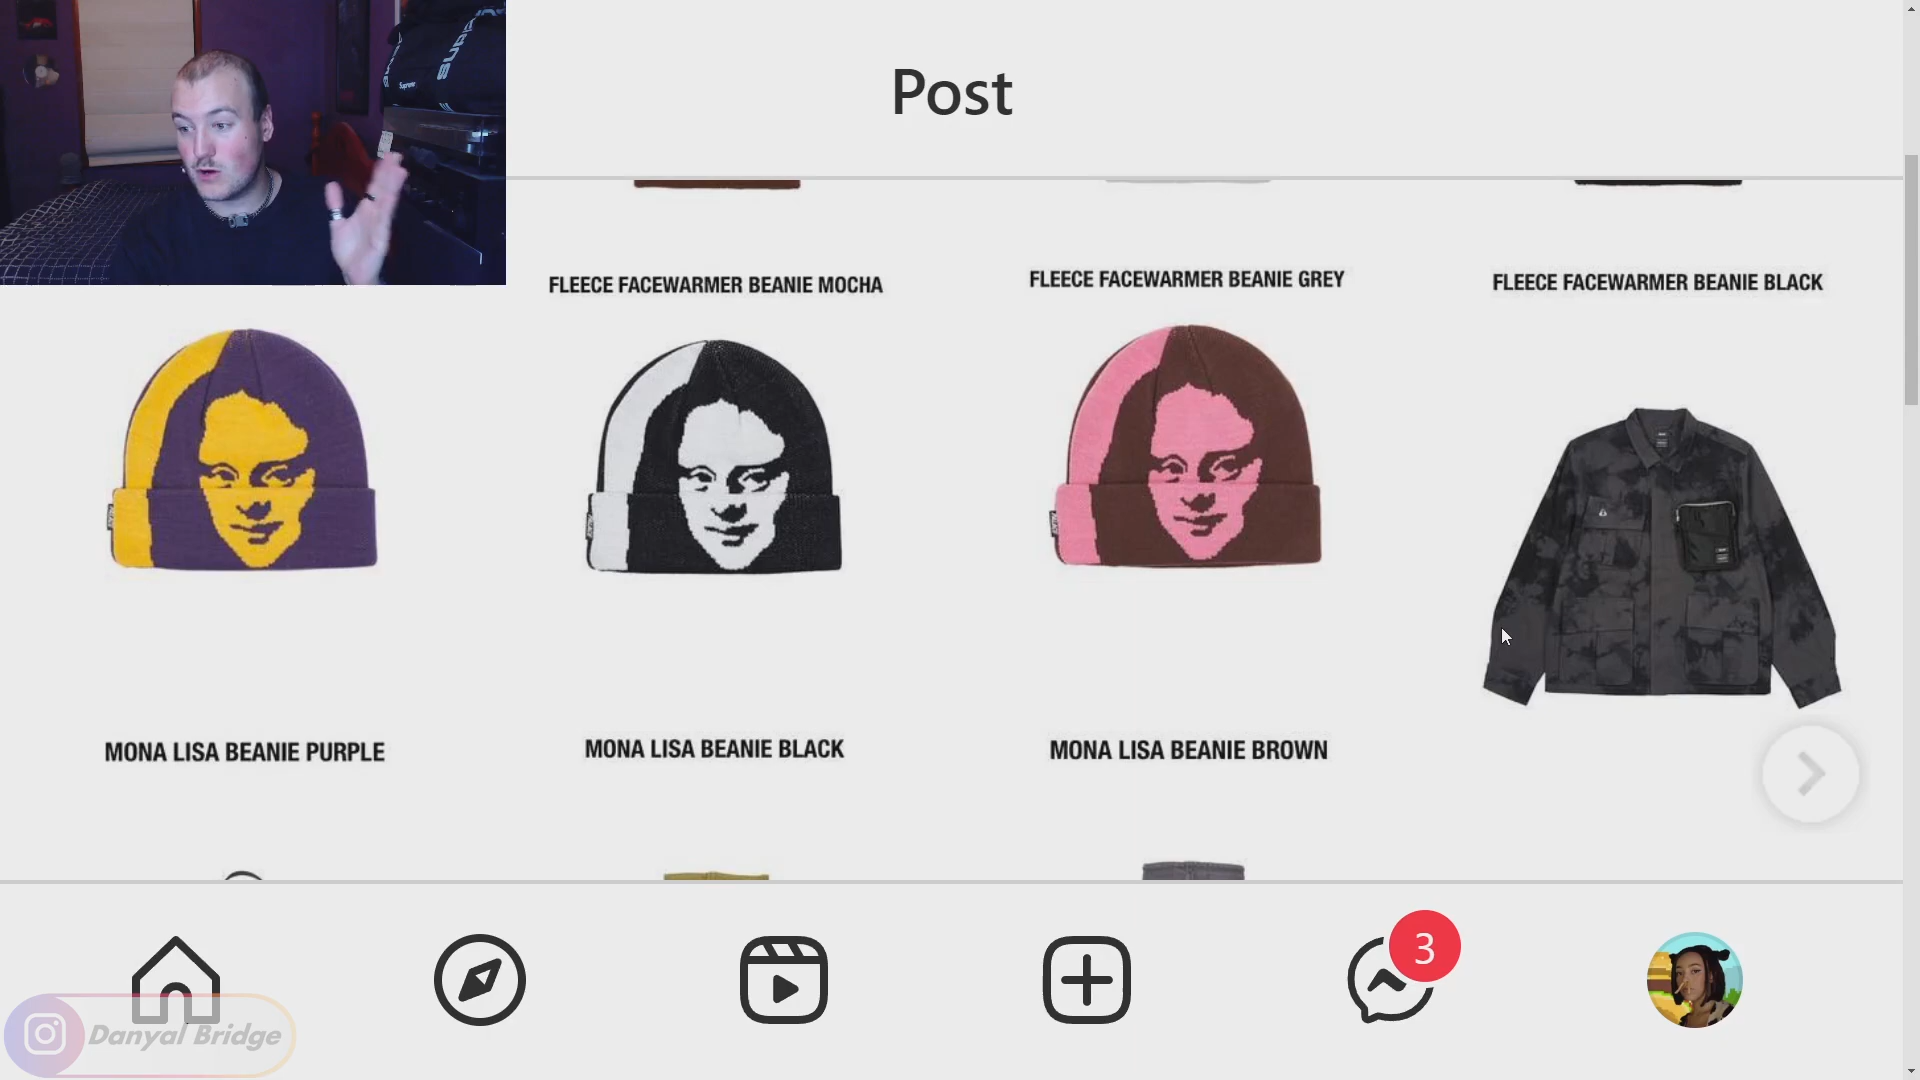 Post
FLEECE FACEWARMER BEANIE MOCHA
FLEECE FACEWARMER BEANIE GREY
FLEECE FACEWARMER BEANIE BLACK
MONA LISA BEANIE PURPLE
MONA LISA BEANIE BLACK
MONA LISA BEANIE BROWN
3
Danyal Bridge